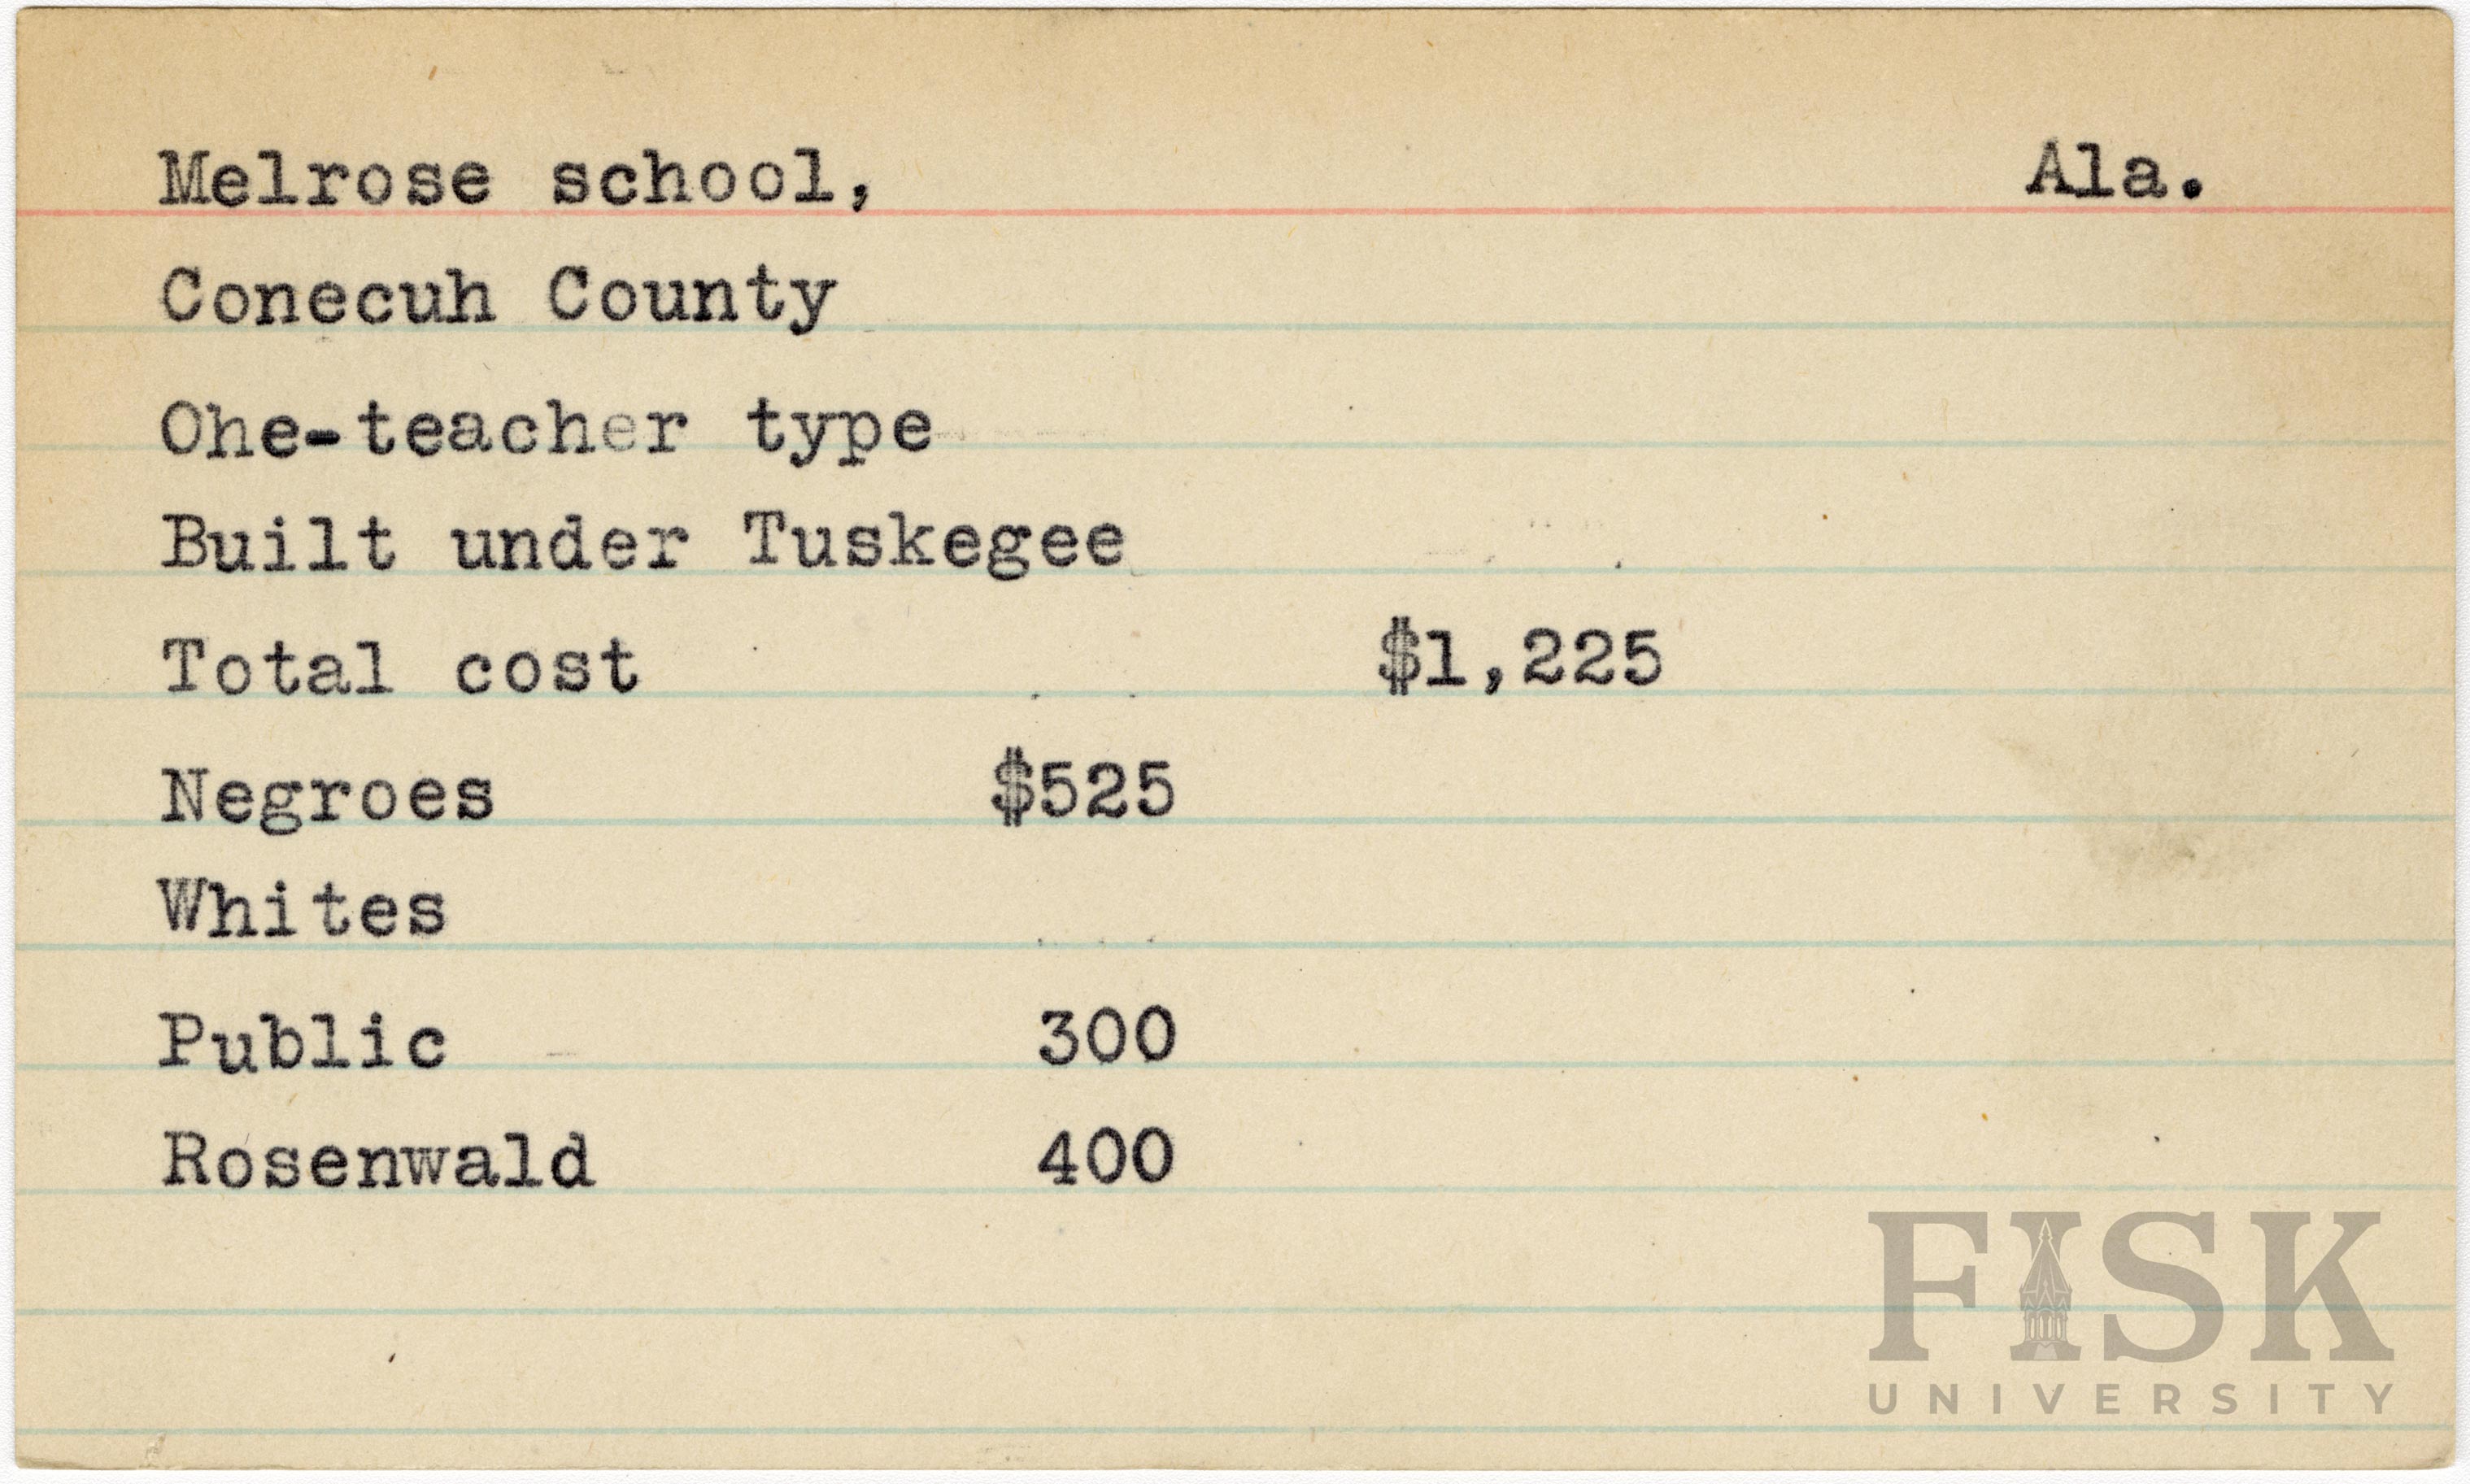 Melrose school, Ala.
Conecuh County
Ohe-teacher type
Built under Tuskegee
Total cost $1,225
Negroes $525
Whites
Public 300
Rosenwald 400
FISK
UNIVERSITY